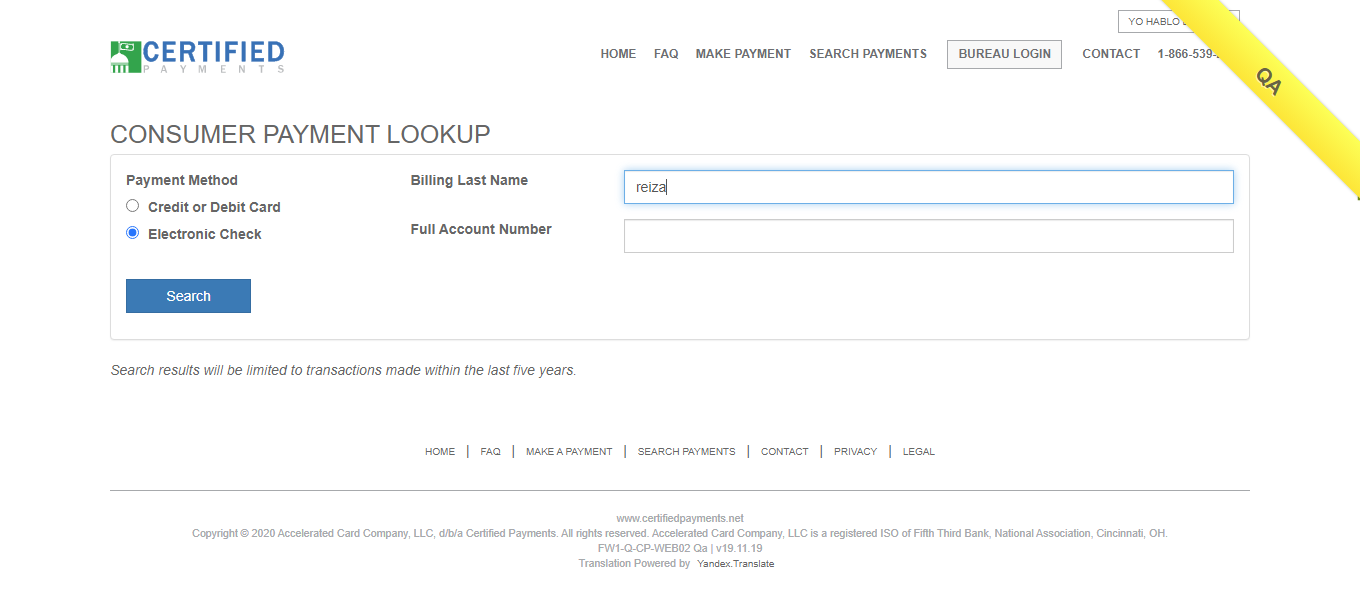 YO HABLO
CERTIFIED
PAYMENTS
HOME FAQ MAKE PAYMENT SEARCH PAYMENTS BUREAU LOGIN CONTACT 1-866-539-
QA
CONSUMER PAYMENT LOOKUP
Payment Method
Credit or Debit Card
Electronic Check
Billing Last Name
reiza
Full Account Number
Search
Search results will be limited to transactions made within the last five years.
HOME | FAQ | MAKE A PAYMENT | SEARCH PAYMENTS | CONTACT | PRIVACY | LEGAL
www.certifiedpayments.net
Copyright © 2020 Accelerated Card Company, LLC, d/b/a Certified Payments. All rights reserved. Accelerated Card Company, LLC is a registered ISO of Fifth Third Bank, National Association, Cincinnati, OH.
FW1-Q-CP-WEB02 Qa | v19.11.19
Translation Powered by Yandex.Translate